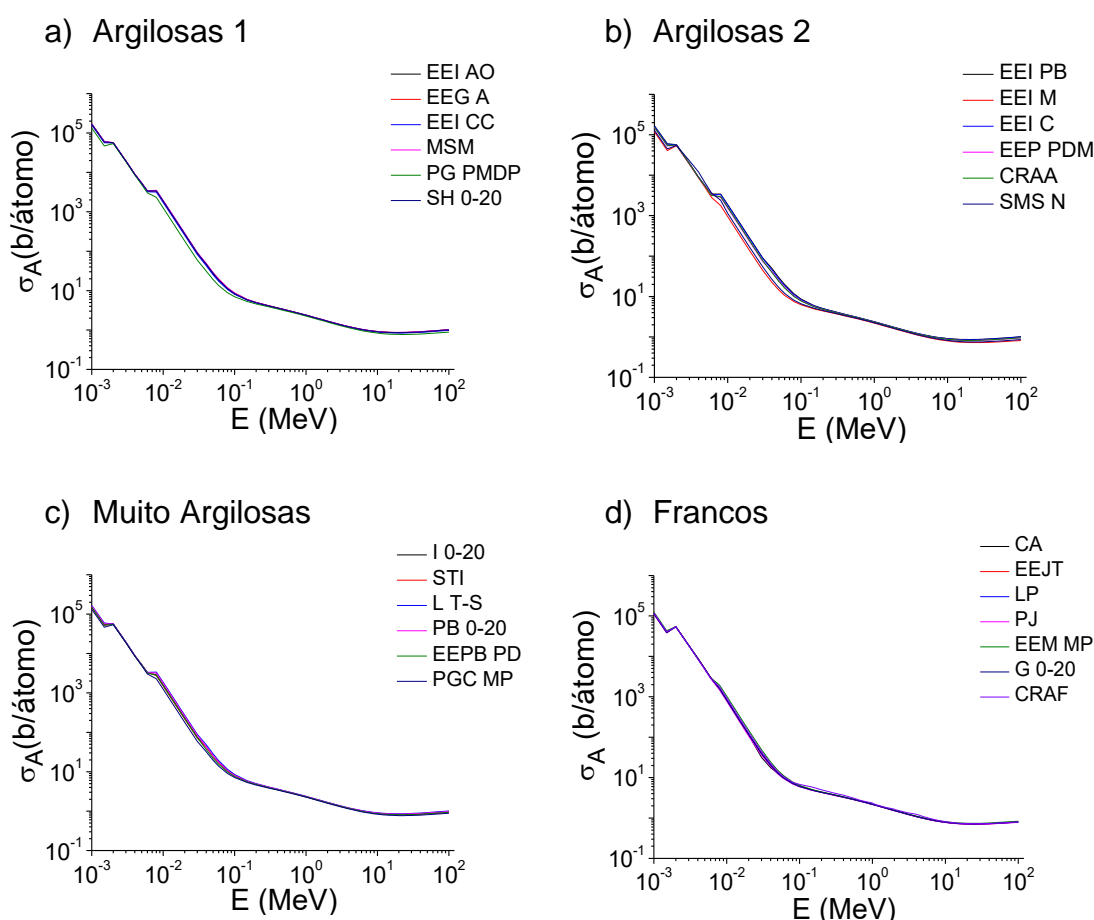 a) Argilosas 1
EEI AO
EEG A
EEI CC
MSM
PG PMDP
SH 0-20
σA(b/átomo)
10^5
10^3
10^1
10^-1
10^-3 10^-2 10^-1 10^0 10^1 10^2
E (MeV)
b) Argilosas 2
EEI PB
EEI M
EEI C
EEP PDM
CRAA
SMS N
σA(b/átomo)
10^5
10^3
10^1
10^-1
10^-3 10^-2 10^-1 10^0 10^1 10^2
E (MeV)
c) Muito Argilosas
I 0-20
STI
L T-S
PB 0-20
EEPB PD
PGC MP
σA(b/átomo)
10^5
10^3
10^1
10^-1
10^-3 10^-2 10^-1 10^0 10^1 10^2
E (MeV)
d) Francos
CA
EEJT
LP
PJ
EEM MP
G 0-20
CRAF
σA (b/átomo)
10^5
10^3
10^1
10^-1
10^-3 10^-2 10^-1 10^0 10^1 10^2
E (MeV)